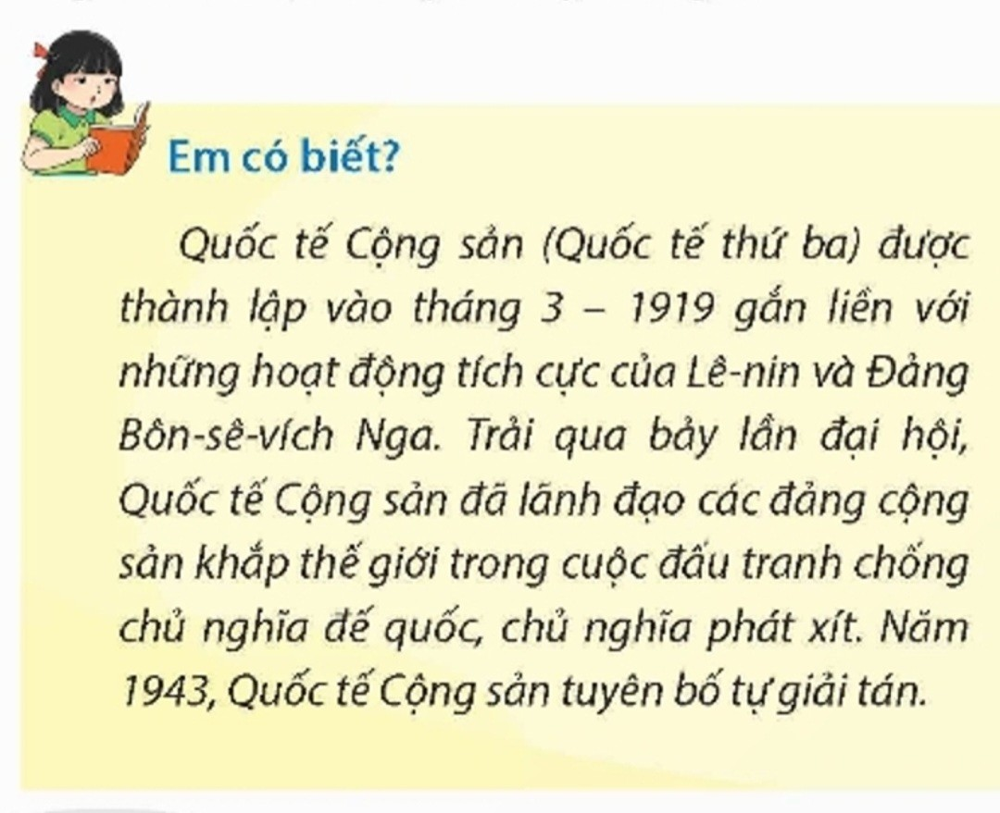 Em có biết?
Quốc tế Cộng sản (Quốc tế thứ ba) được
thành lập vào tháng 3 – 1919 gắn liền với
những hoạt động tích cực của Lê-nin và Đảng
Bôn-sê-vích Nga. Trải qua bảy lần đại hội,
Quốc tế Cộng sản đã lãnh đạo các đảng cộng
sản khắp thế giới trong cuộc đấu tranh chống
chủ nghĩa đế quốc, chủ nghĩa phát xít. Năm
1943, Quốc tế Cộng sản tuyên bố tự giải tán.